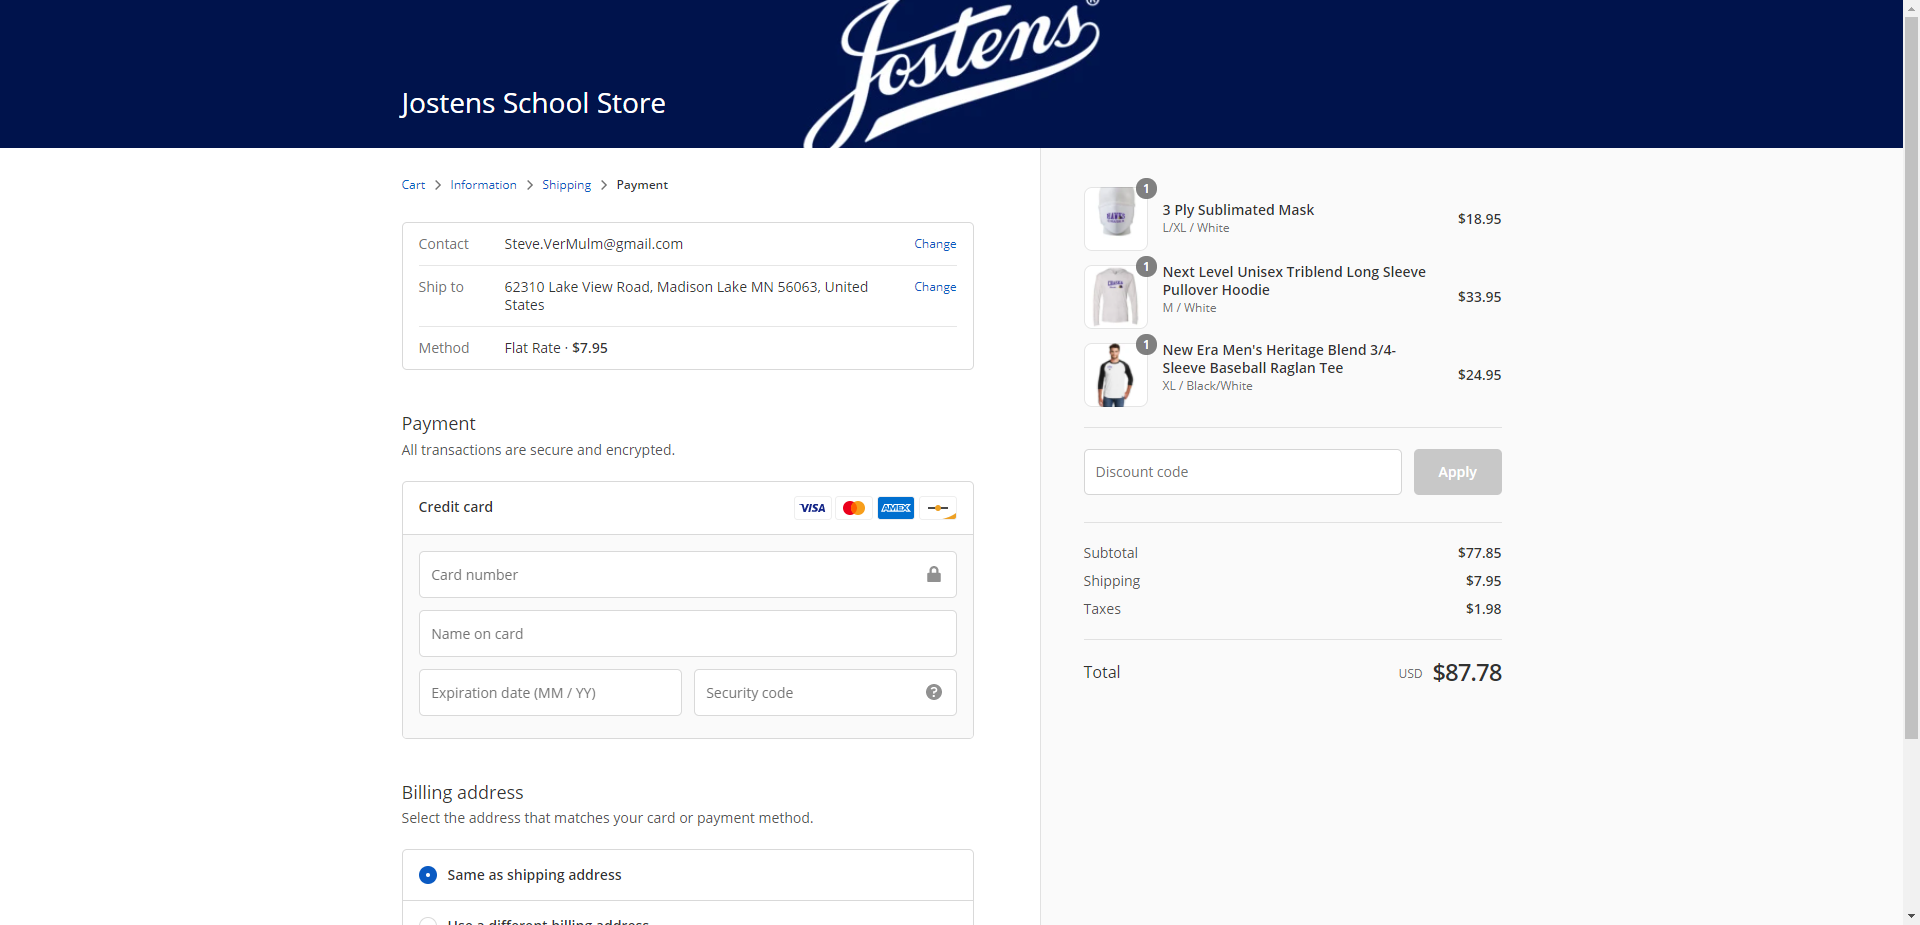 Jostens®
Jostens School Store
Cart > Information > Shipping > Payment
Contact Steve.VerMulm@gmail.com Change
Ship to 62310 Lake View Road, Madison Lake MN 56063, United Change
States
Method Flat Rate · $7.95
Payment
All transactions are secure and encrypted.
Credit card VISA AMEX
Card number
Name on card
Expiration date (MM / YY) Security code ?
Billing address
Select the address that matches your card or payment method.
Same as shipping address
Use a different billing address
1
3 Ply Sublimated Mask $18.95
L/XL / White
1
Next Level Unisex Triblend Long Sleeve
Pullover Hoodie $33.95
M / White
1
New Era Men's Heritage Blend 3/4-
Sleeve Baseball Raglan Tee $24.95
XL / Black/White
Discount code Apply
Subtotal $77.85
Shipping $7.95
Taxes $1.98
Total USD $87.78